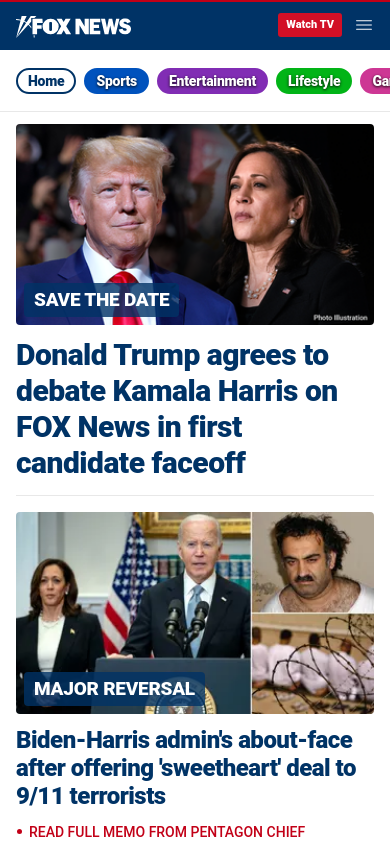 FOX NEWS
Watch TV
Home
Sports
Entertainment
Lifestyle
Ga
SAVE THE DATE
Photo Illustration
Donald Trump agrees to
debate Kamala Harris on
FOX News in first
candidate faceoff
MAJOR REVERSAL
Biden-Harris admin's about-face
after offering 'sweetheart' deal to
9/11 terrorists
• READ FULL MEMO FROM PENTAGON CHIEF